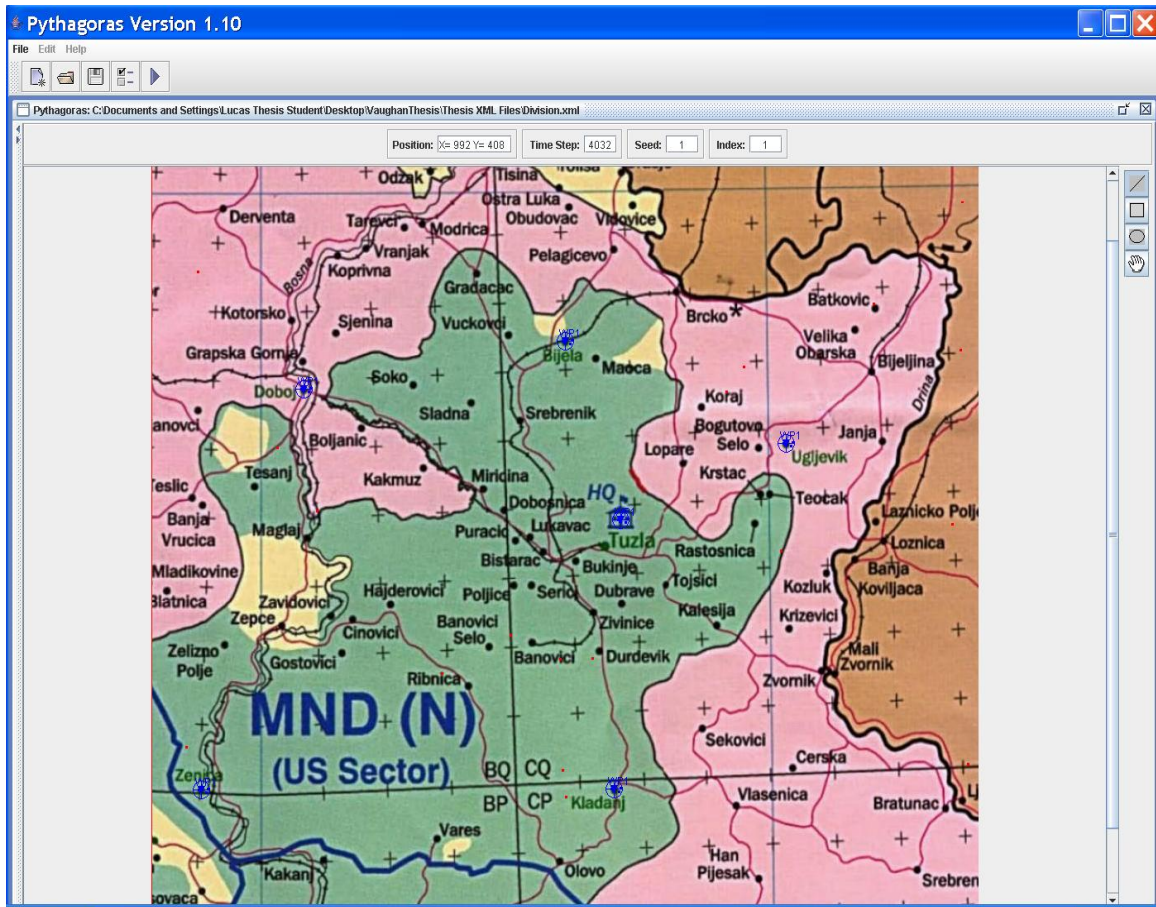 Pythagoras Version 1.10
File Edit Help
Pythagoras: C:\Documents and Settings\Lucas Thesis Student\Desktop\VaughanThesis\Thesis XML Files\Division.xml
Position: X= 992 Y= 408 Time Step: 4032 Seed: 1 Index: 1
Odzak
Tisina
Ostra Luka
Obudovac
Vidovice
Derventa
Tarevci
Modrica
Vranjak
Pelagicevo
Bosna
Koprivna
Gradacac
Batkovic
Kotorsko
Sjenina
Vuckovci
WP1
Brcko
Velika
Obarska
Grapska Gornja
Bijela
Maoca
Bijeljina
Doboj
Soko
Drina
Sladna
Srebrenik
Koraj
anovci
Boljanic
Bogutovo
Selo
WP1
Janja
Lopare
Ugljevik
Tesanj
Kakmuz
Miricina
Krstac
Teslic
HQ
Teocak
Dobosnica
Banja
Vrucica
Maglaj
Puracic
Lukavac
Tuzla
Laznicko Polje
Rastosnica
Loznica
Bistarac
Bukinje
Banja
Koviljaca
Mladikovine
Hajderovici
Poljice
Serici
Dubrave
Tojsici
Kozluk
Blatnica
Zavidovici
Kalesija
Zepce
Cinovici
Banovici
Selo
Zivinice
Krizevici
Zelizno
Polje
Gostovici
Banovici
Durdevik
Mali
Zvornik
Ribnica
Zvornik
MND (N)
(US Sector)
Sekovici
Cerska
BQ CQ
BP CP
Zenica
WP1
Kladanj
Vlasenica
Bratunac
Vares
Han
Pijesak
Kakanj
Olovo
Srebren
sovaca